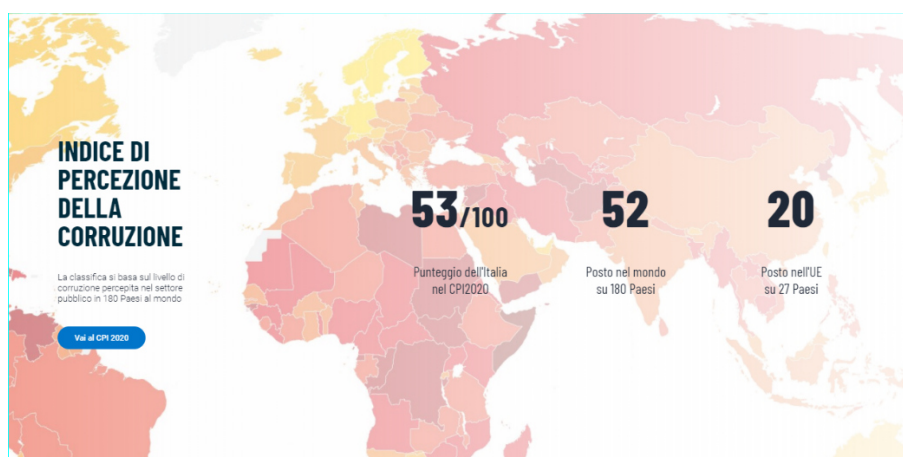 INDICE DI
PERCEZIONE
DELLA
CORRUZIONE
La classifica si basa sul livello di
corruzione percepita nel settore
pubblico in 180 Paesi al mondo
Vai al CPI 2020
53/100
Punteggio dell'Italia
nel CPI2020
52
Posto nel mondo
su 180 Paesi
20
Posto nell'UE
su 27 Paesi